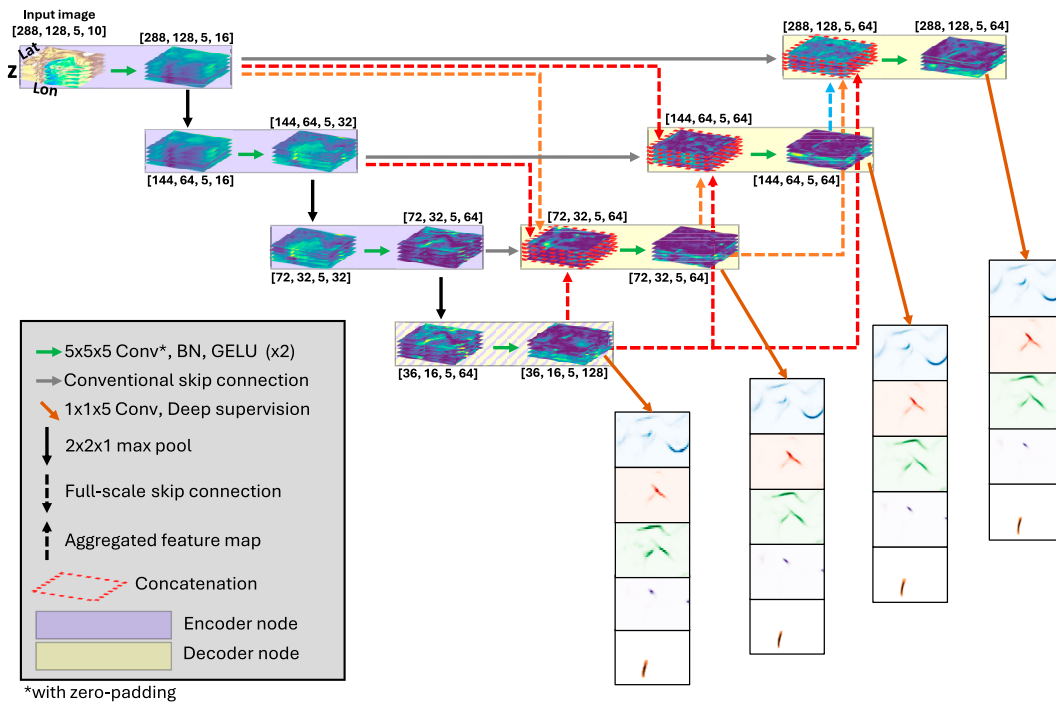 Input image
[288, 128, 5, 10]
[288, 128, 5, 16]
[288, 128, 5, 64]
[288, 128, 5, 64]
Lat
Z
Lon
[144, 64, 5, 32]
[144, 64, 5, 64]
[144, 64, 5, 16]
[144, 64, 5, 64]
[72, 32, 5, 64]
[72, 32, 5, 64]
[72, 32, 5, 32]
[72, 32, 5, 64]
[36, 16, 5, 64]
[36, 16, 5, 128]
5x5x5 Conv*, BN, GELU (x2)
Conventional skip connection
1x1x5 Conv, Deep supervision
2x2x1 max pool
Full-scale skip connection
Aggregated feature map
Concatenation
Encoder node
Decoder node
*with zero-padding